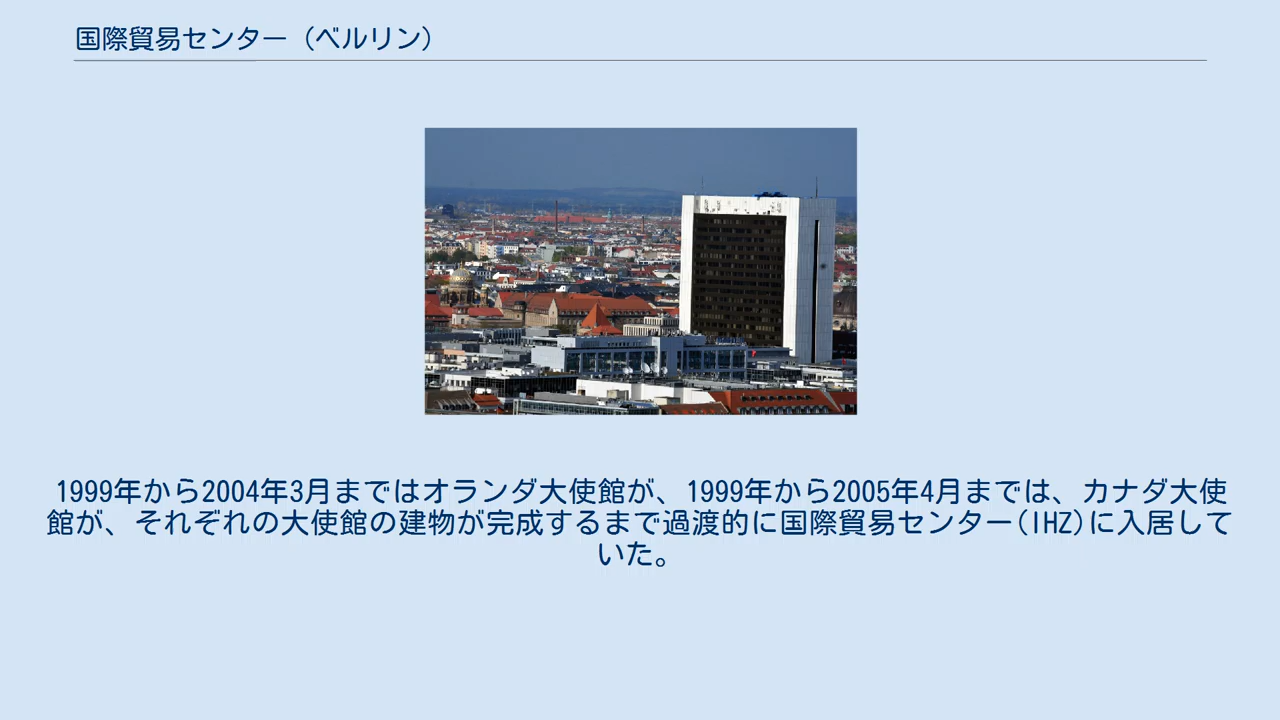 国際貿易センター (ベルリン)
1999年から2004年3月まではオランダ大使館が、1999年から2005年4月までは、カナダ大使
館が、それぞれの大使館の建物が完成するまで過渡的に国際貿易センター(IHZ)に入居して
いた。